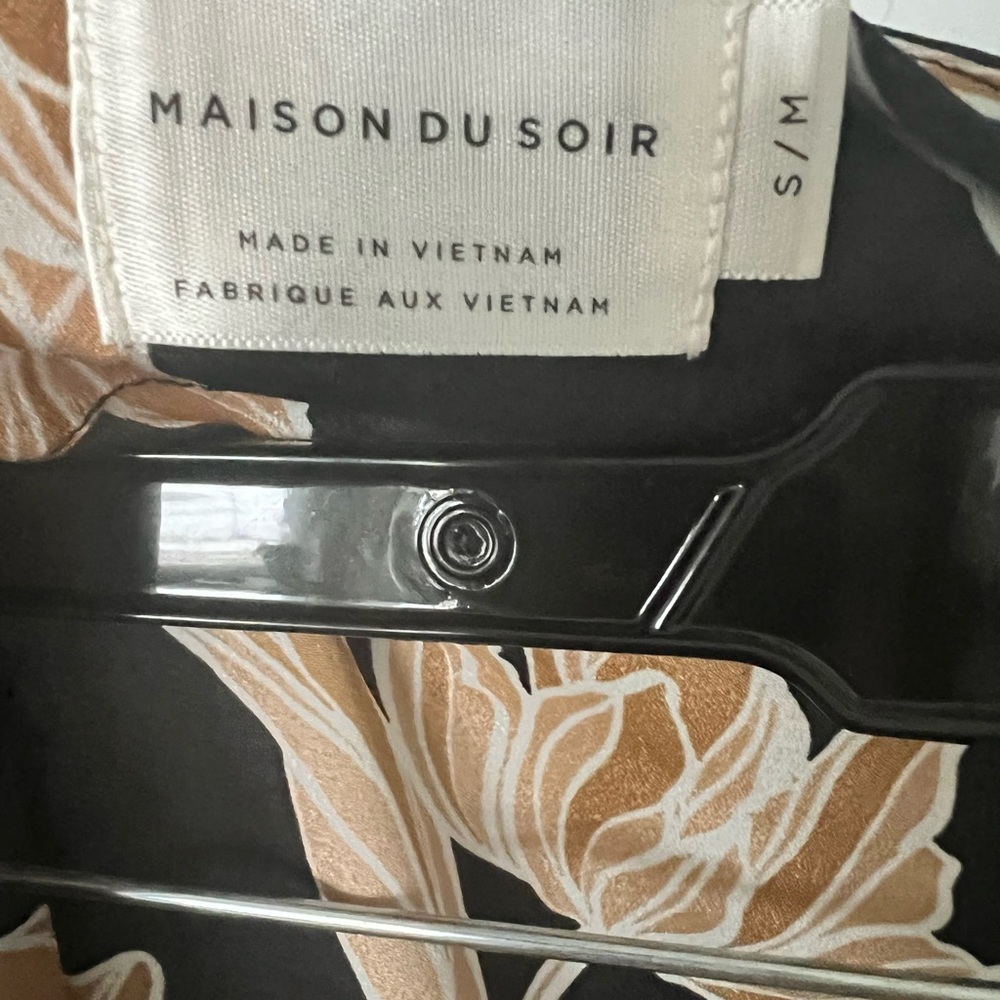 MAISON DU SOIR
MADE IN VIETNAM
FABRIQUE AUX VIETNAM
S/M